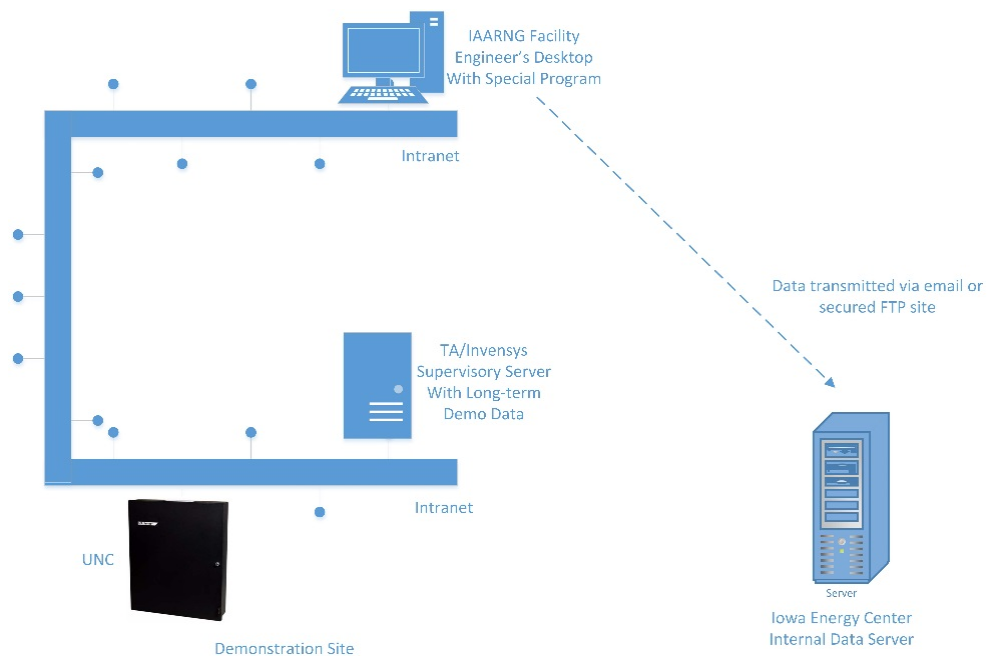 IAARNG Facility
Engineer's Desktop
With Special Program
Intranet
Data transmitted via email or
secured FTP site
TA/Invensys
Supervisory Server
With Long-term
Demo Data
Intranet
UNC
Server
Iowa Energy Center
Internal Data Server
Demonstration Site